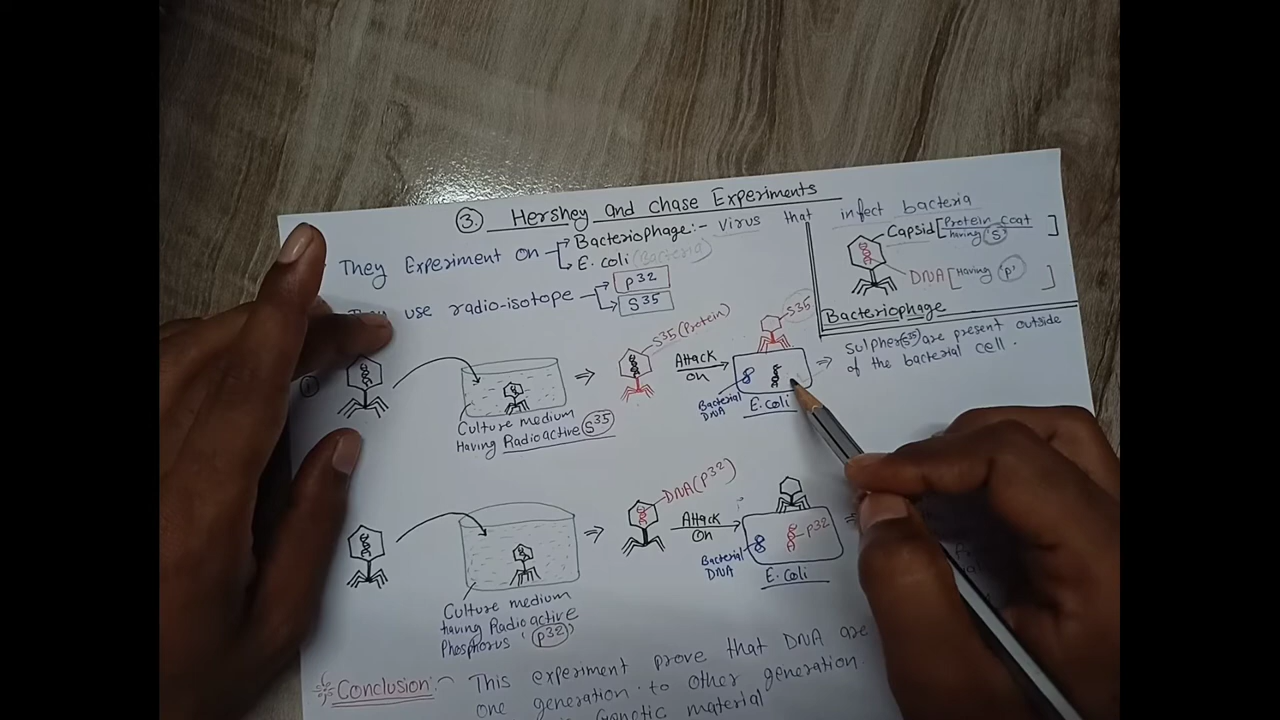 3. Hershey and chase Experiments
They Experiment on
Bacteriophage:- Virus that infect bacteria
E. coli (Bacteria)
use radio-isotope
P32
S35
Capsid [Protein Coat
having 'S']
DNA [Having 'p']
Bacteriophage
1
Culture medium
Having Radioactive S35
S35 (Protein)
Attack
on
S35
Bacterial
DNA
E. Coli
Sulpher(S35) are present outside
of the bacterial cell.
Culture medium
having Radioactive
Phosphorus '(P32)'
DNA (P32)
Attack
On
P32
Bacterial
DNA
E. Coli
Conclusion:- This experiment prove that DNA are
one generation to other generation.
Genetic material